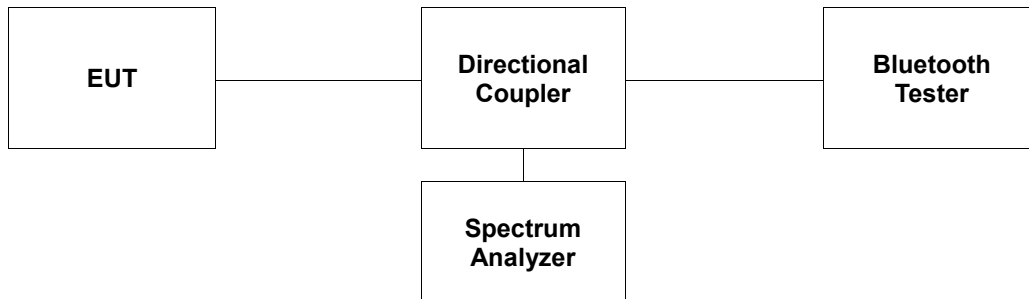 EUT
Directional
Coupler
Bluetooth
Tester
Spectrum
Analyzer